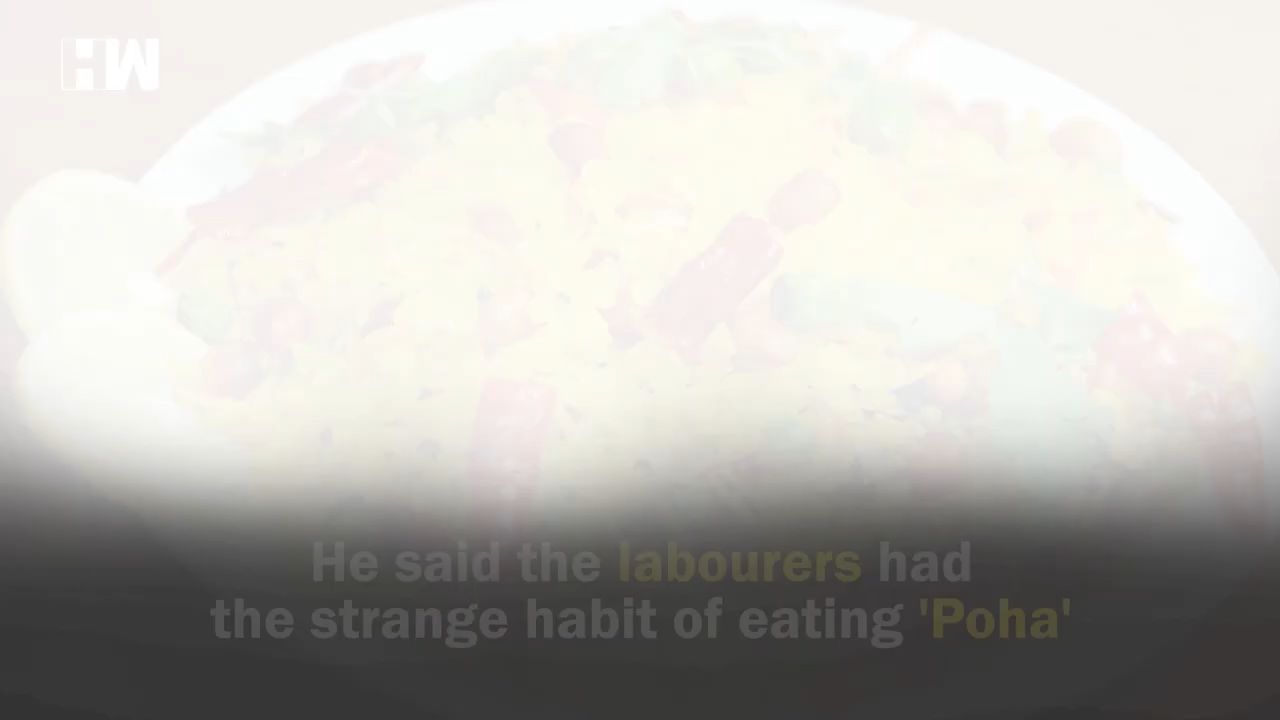 HW
He said the labourers had
the strange habit of eating 'Poha'